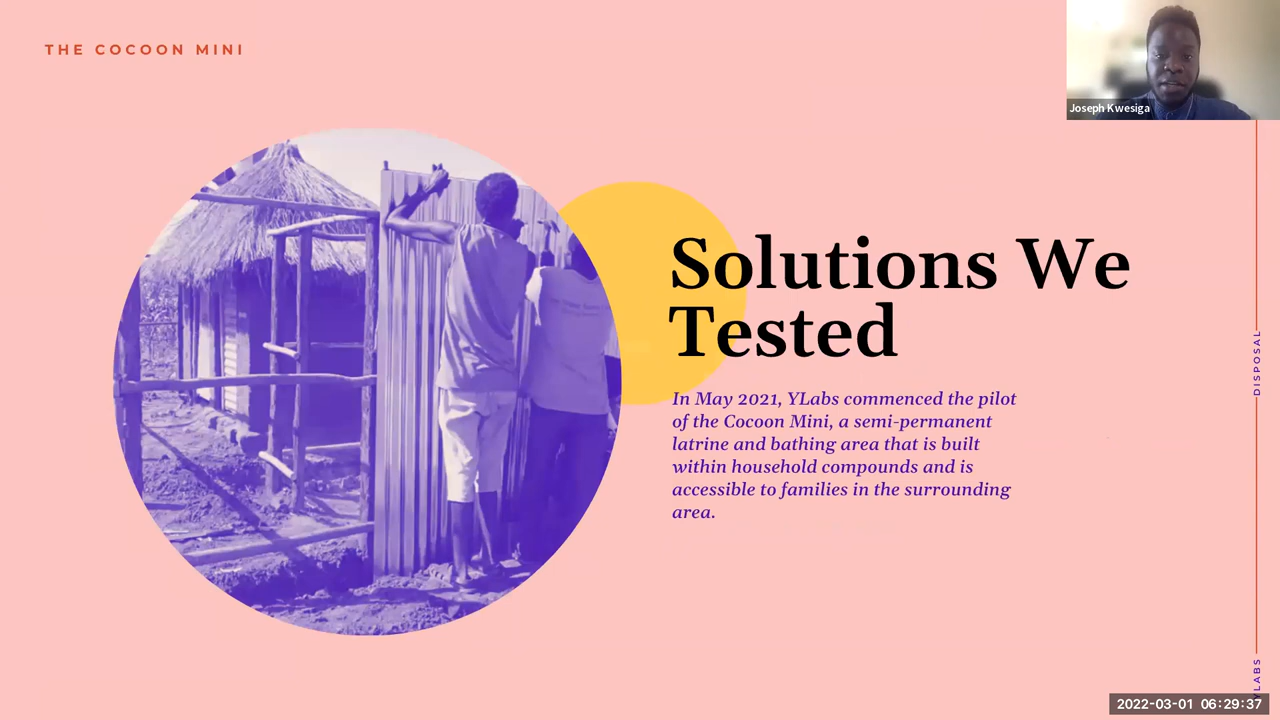 THE COCOON MINI
Joseph Kwesiga
Solutions We
Tested
In May 2021, YLabs commenced the pilot
of the Cocoon Mini, a semi-permanent
latrine and bathing area that is built
within household compounds and is
accessible to families in the surrounding
area.
DISPOSAL
YLABS
2022-03-01 06:29:37